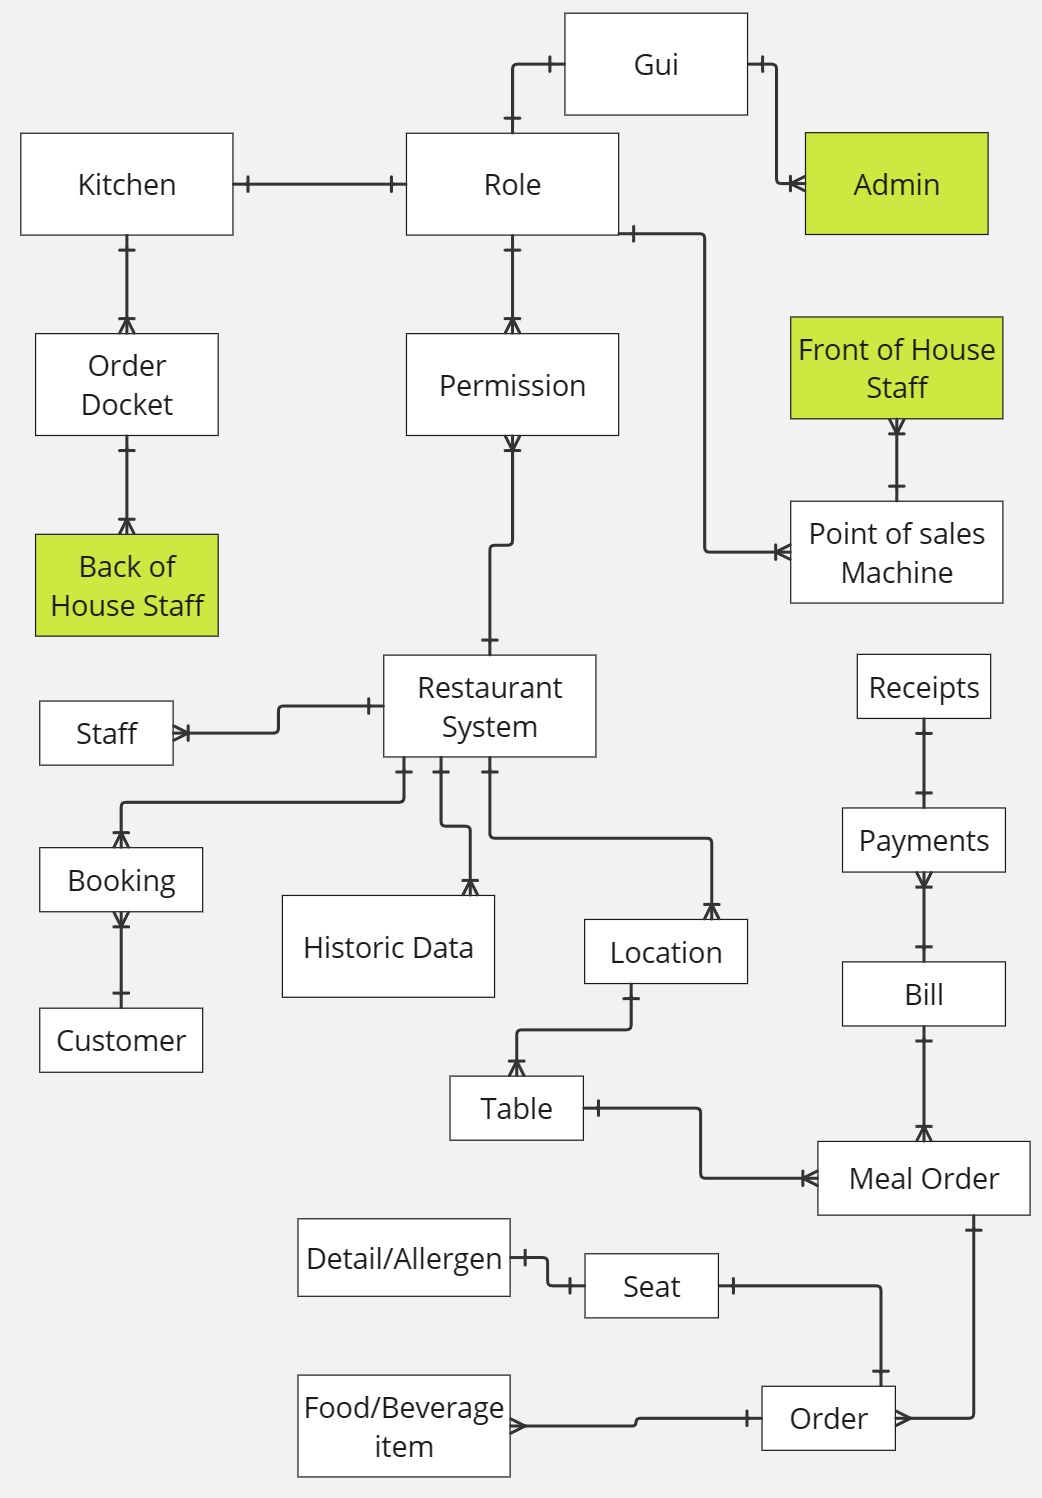 Gui
Kitchen
Role
Admin
Order
Docket
Permission
Front of House
Staff
Back of
House Staff
Point of sales
Machine
Restaurant
System
Staff
Receipts
Booking
Payments
Historic Data
Location
Bill
Customer
Table
Meal Order
Detail/Allergen
Seat
Food/Beverage
item
Order